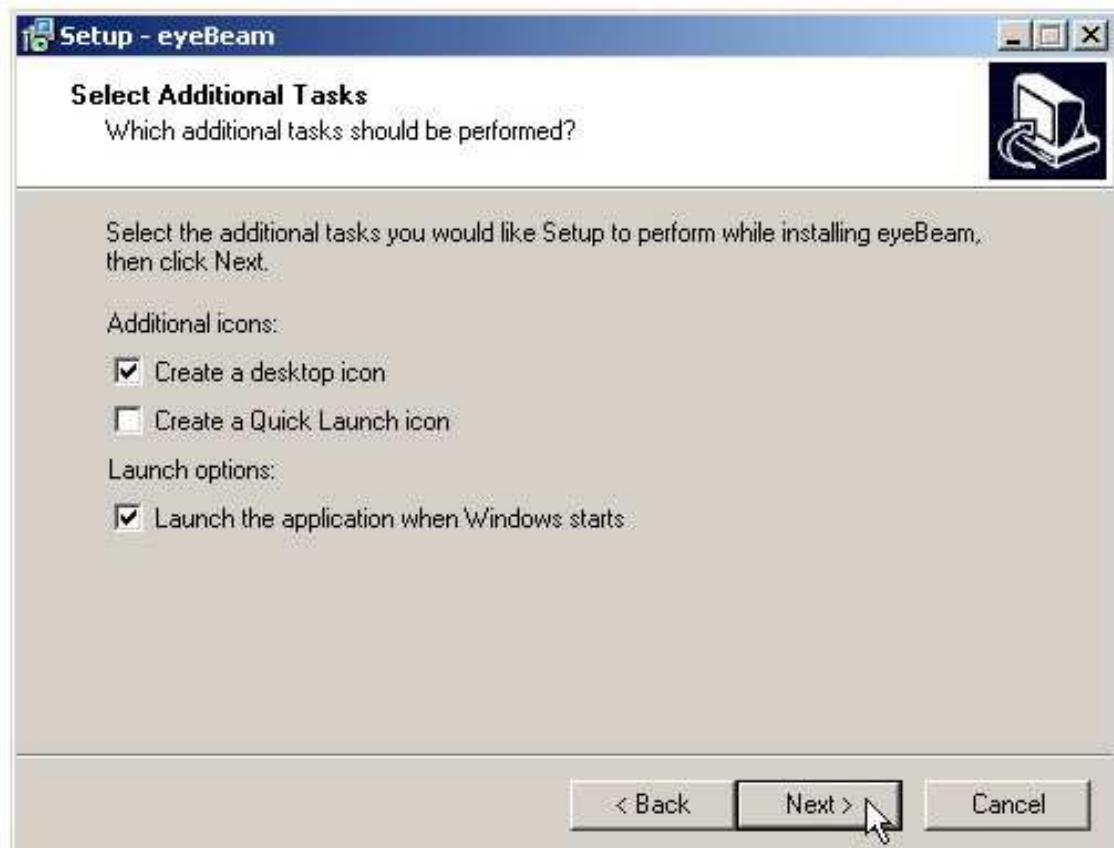 Setup - eyeBeam
Select Additional Tasks
Which additional tasks should be performed?
Select the additional tasks you would like Setup to perform while installing eyeBeam,
then click Next.
Additional icons:
Create a desktop icon
Create a Quick Launch icon
Launch options:
Launch the application when Windows starts
< Back
Next >
Cancel